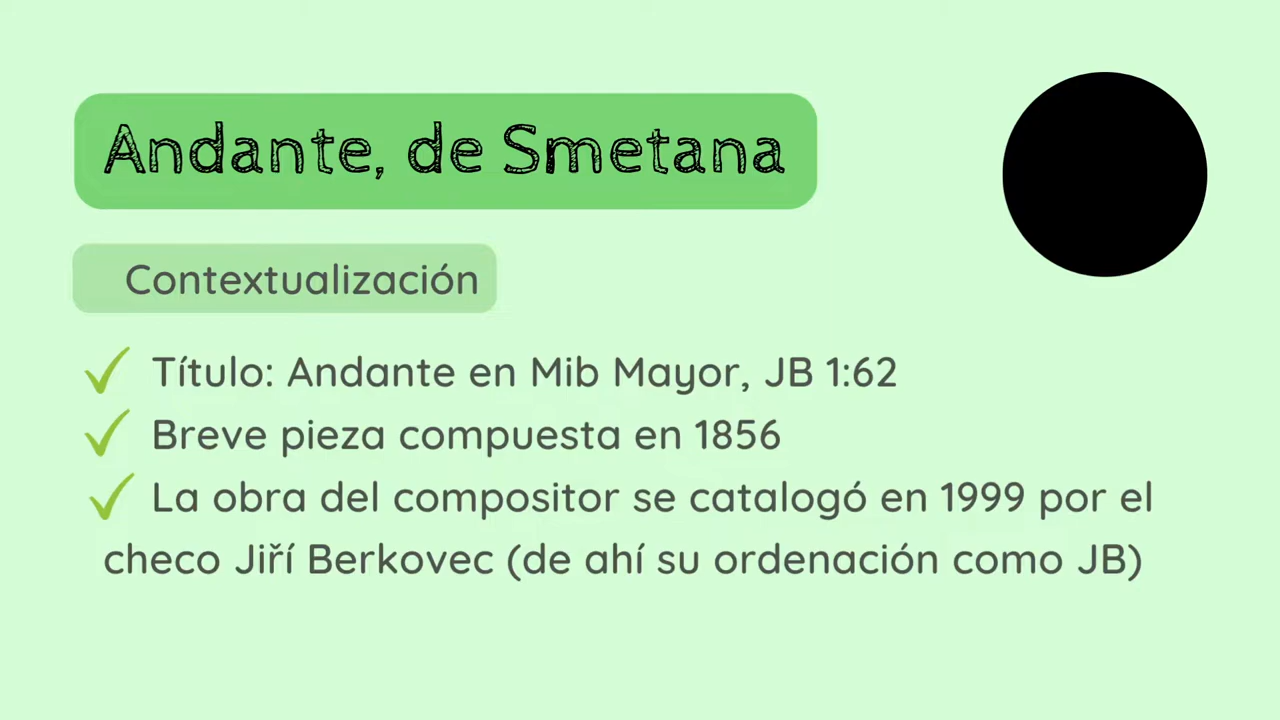 Andante, de Smetana
Contextualización
Título: Andante en Mib Mayor, JB 1:62
Breve pieza compuesta en 1856
La obra del compositor se catalogó en 1999 por el
checo Jiří Berkovec (de ahí su ordenación como JB)